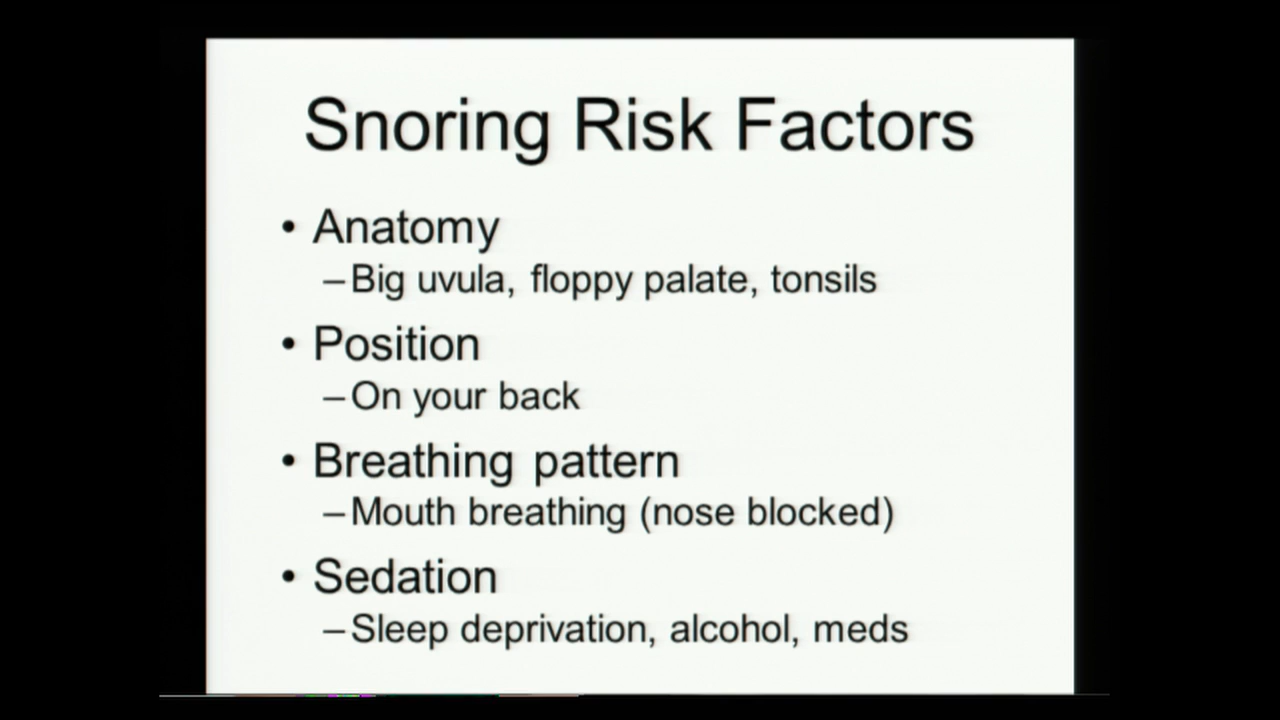 Snoring Risk Factors
• Anatomy
–Big uvula, floppy palate, tonsils
• Position
–On your back
• Breathing pattern
–Mouth breathing (nose blocked)
• Sedation
–Sleep deprivation, alcohol, meds